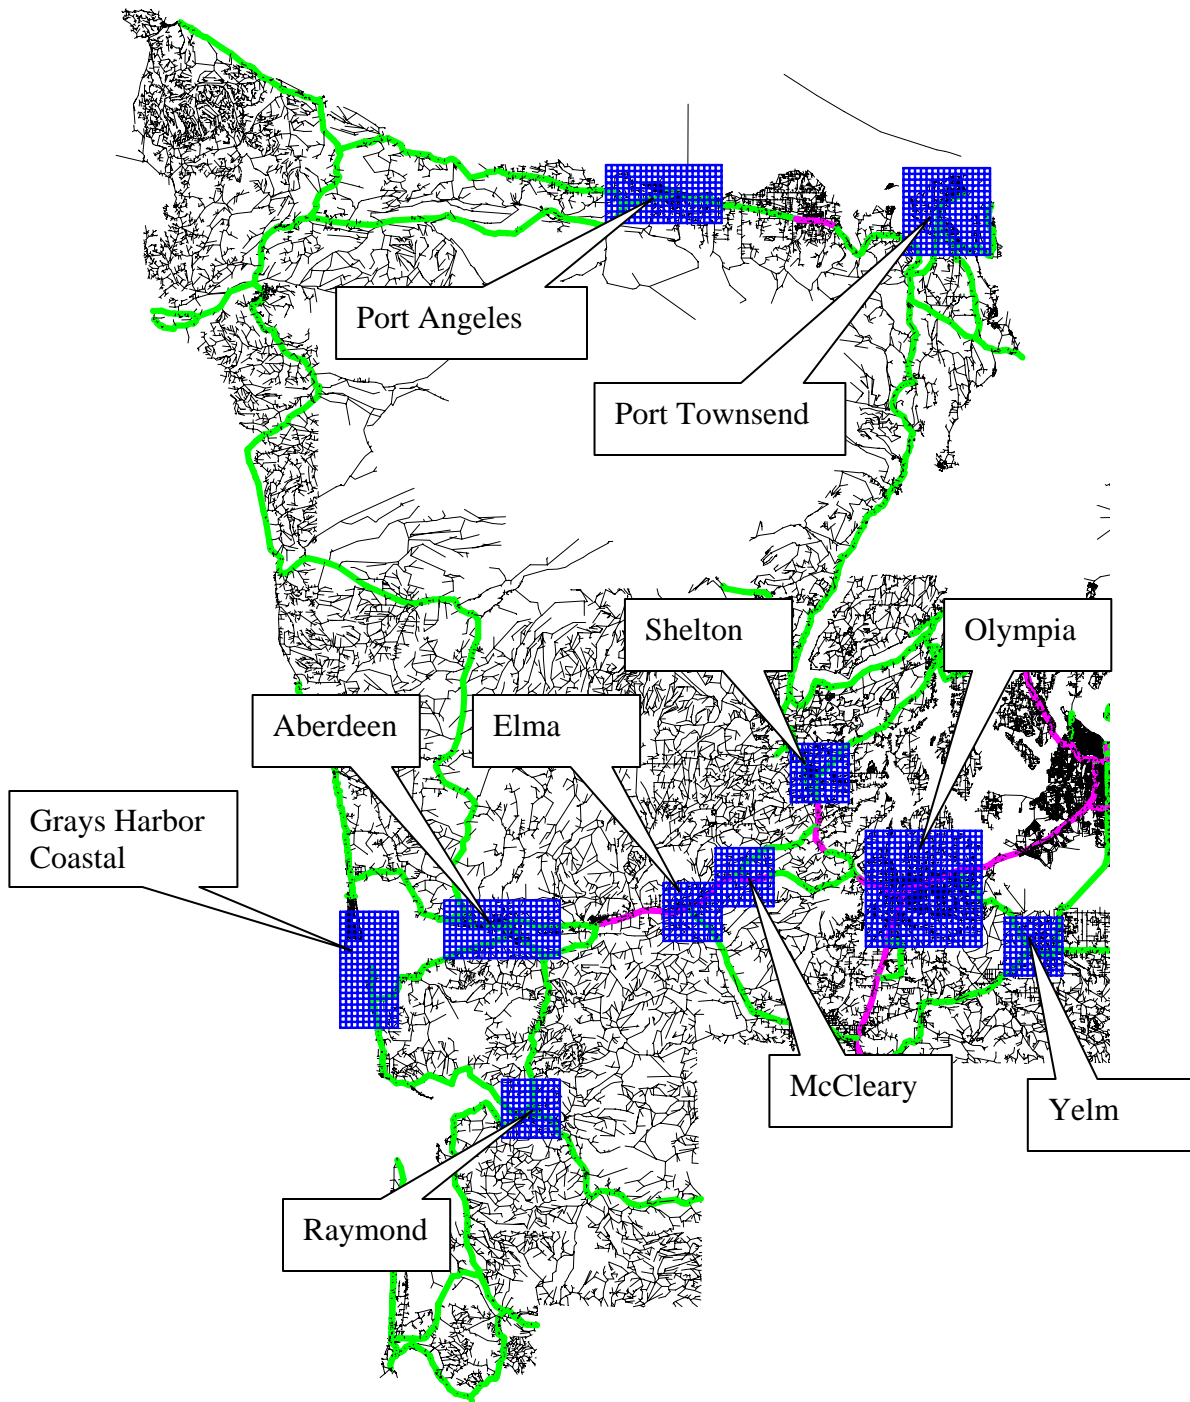 Port Angeles
Port Townsend
Shelton
Olympia
Aberdeen
Elma
Grays Harbor
Coastal
McCleary
Yelm
Raymond